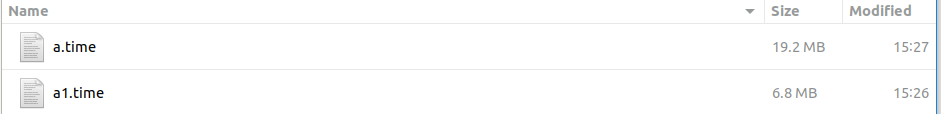 Name Size Modified
a.time 19.2 MB 15:27
a1.time 6.8 MB 15:26